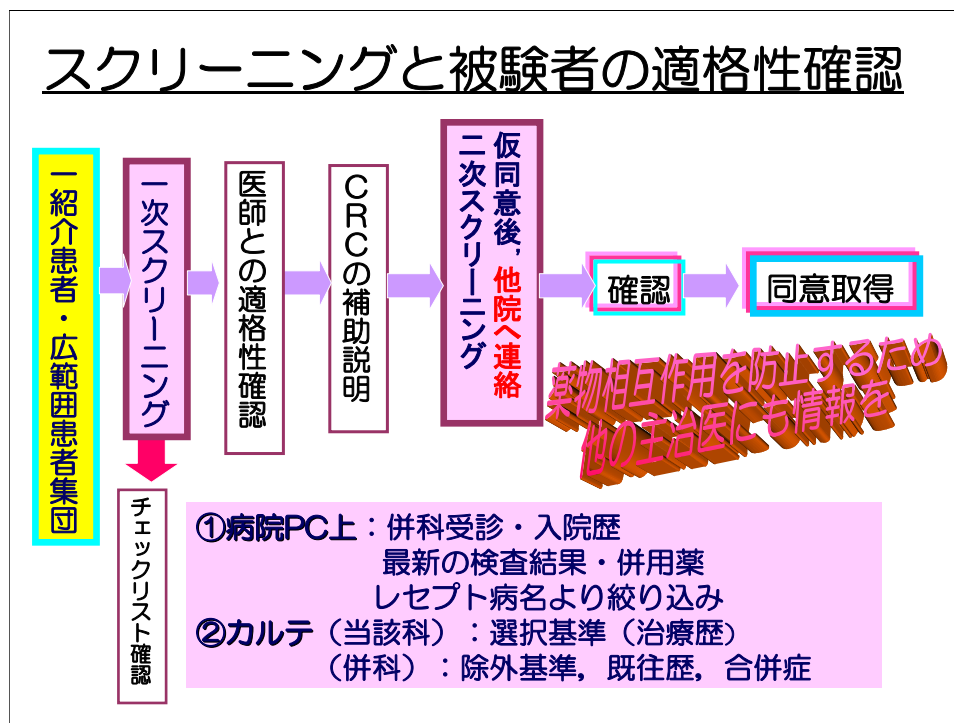 スクリーニングと被験者の適格性確認
一紹介患者・広範囲患者集団
一次スクリーニング
医師との適格性確認
CRCの補助説明
仮同意後,他院へ連絡
二次スクリーニング
確認
同意取得
薬物相互作用を防止するため
他の主治医にも情報を
チェックリスト確認
①病院PC上：併科受診・入院歴
最新の検査結果・併用薬
レセプト病名より絞り込み
②カルテ（当該科）：選択基準（治療歴）
（併科）：除外基準，既往歴，合併症